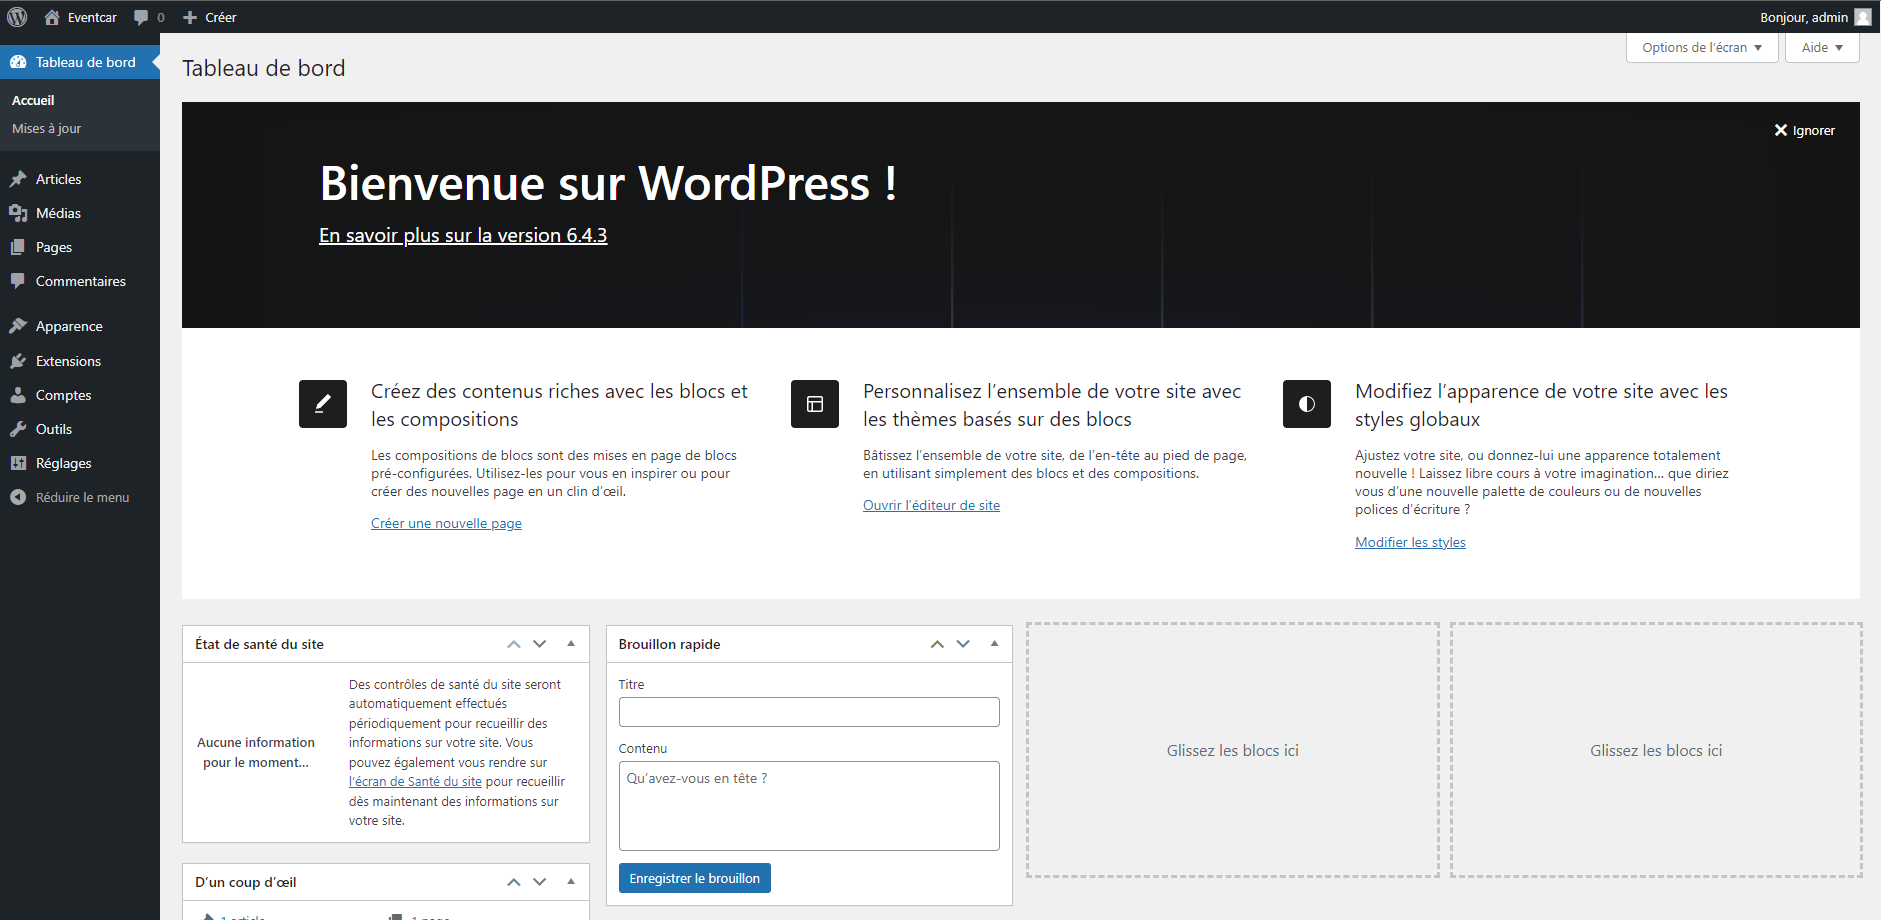 Eventcar
0
Créer
Bonjour, admin
Tableau de bord
Accueil
Mises à jour
Articles
Médias
Pages
Commentaires
Apparence
Extensions
Comptes
Outils
Réglages
Réduire le menu
Options de l’écran
Aide
Tableau de bord
Ignorer
Bienvenue sur WordPress !
En savoir plus sur la version 6.4.3
Créez des contenus riches avec les blocs et
les compositions
Les compositions de blocs sont des mises en page de blocs
pré-configurées. Utilisez-les pour vous en inspirer ou pour
créer des nouvelles page en un clin d’œil.
Créer une nouvelle page
Personnalisez l’ensemble de votre site avec
les thèmes basés sur des blocs
Bâtissez l’ensemble de votre site, de l’en-tête au pied de page,
en utilisant simplement des blocs et des compositions.
Ouvrir l’éditeur de site
Modifiez l’apparence de votre site avec les
styles globaux
Ajustez votre site, ou donnez-lui une apparence totalement
nouvelle ! Laissez libre cours à votre imagination… que diriez
vous d’une nouvelle palette de couleurs ou de nouvelles
polices d’écriture ?
Modifier les styles
État de santé du site
Aucune information
pour le moment…
Des contrôles de santé du site seront
automatiquement effectués
périodiquement pour recueillir des
informations sur votre site. Vous
pouvez également vous rendre sur
l’écran de Santé du site pour recueillir
dès maintenant des informations sur
votre site.
D’un coup d’œil
1 article
1 page
Brouillon rapide
Titre
Contenu
Qu’avez-vous en tête ?
Enregistrer le brouillon
Glissez les blocs ici
Glissez les blocs ici